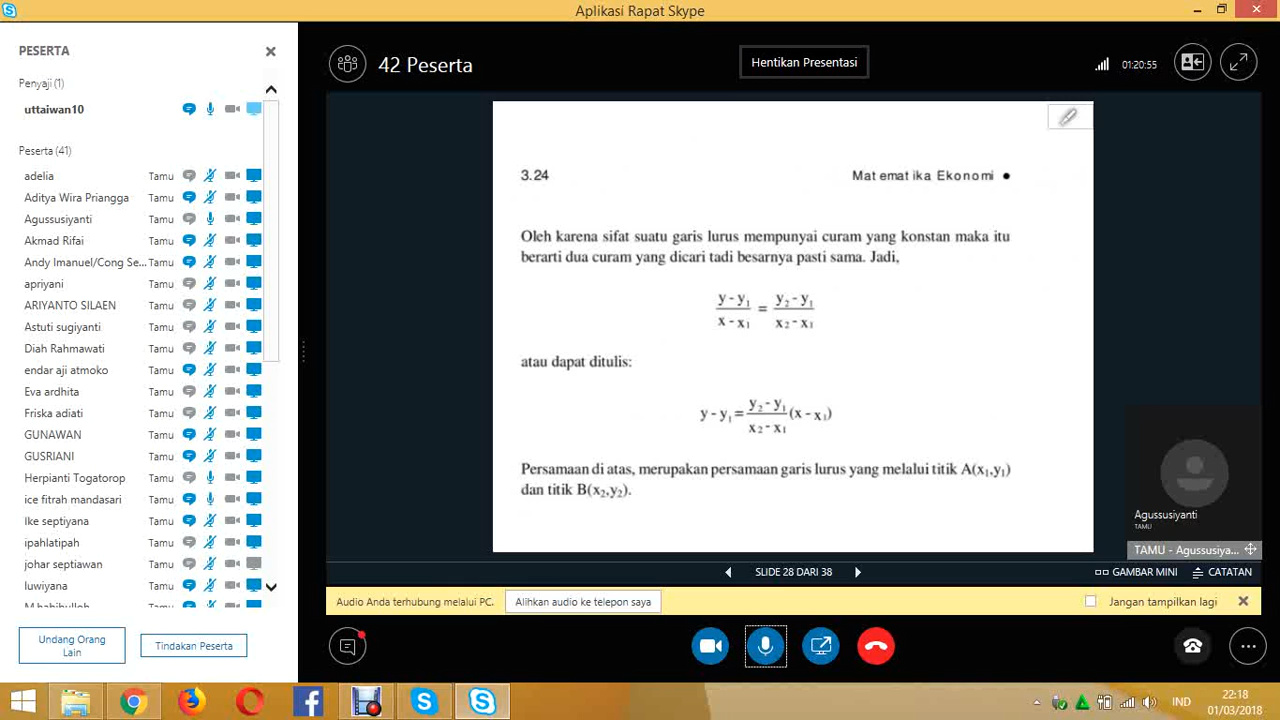 Aplikasi Rapat Skype
PESERTA
Penyaji (1)
uttaiwan10
Peserta (41)
adelia Tamu
Aditya Wira Priangga Tamu
Agussusiyanti Tamu
Akmad Rifai Tamu
Andy Imanuel/Cong Se... Tamu
apriyani Tamu
ARIYANTO SILAEN Tamu
Astuti sugiyanti Tamu
Diah Rahmawati Tamu
endar aji atmoko Tamu
Eva ardhita Tamu
Friska adiati Tamu
GUNAWAN Tamu
GUSRIANI Tamu
Herpianti Togatorop Tamu
ice fitrah mandasari Tamu
Ike septiyana Tamu
ipahlatipah Tamu
johar septiawan Tamu
luwiyana Tamu
Undang Orang
Lain
Tindakan Peserta
42 Peserta
Hentikan Presentasi
01:20:55
3.24 Matematika Ekonomi ●
Oleh karena sifat suatu garis lurus mempunyai curam yang konstan maka itu
berarti dua curam yang dicari tadi besarnya pasti sama. Jadi,
y - y₁ / x - x₁ = y₂ - y₁ / x₂ - x₁
atau dapat ditulis:
y - y₁ = y₂ - y₁ / x₂ - x₁ (x - x₁)
Persamaan di atas, merupakan persamaan garis lurus yang melalui titik A(x₁,y₁)
dan titik B(x₂,y₂).
Agussusiyanti
TAMU
TAMU - Agussusiya...
SLIDE 28 DARI 38
GAMBAR MINI
CATATAN
Audio Anda terhubung melalui PC.
Alihkan audio ke telepon saya
Jangan tampilkan lagi
IND
22:18
01/03/2018